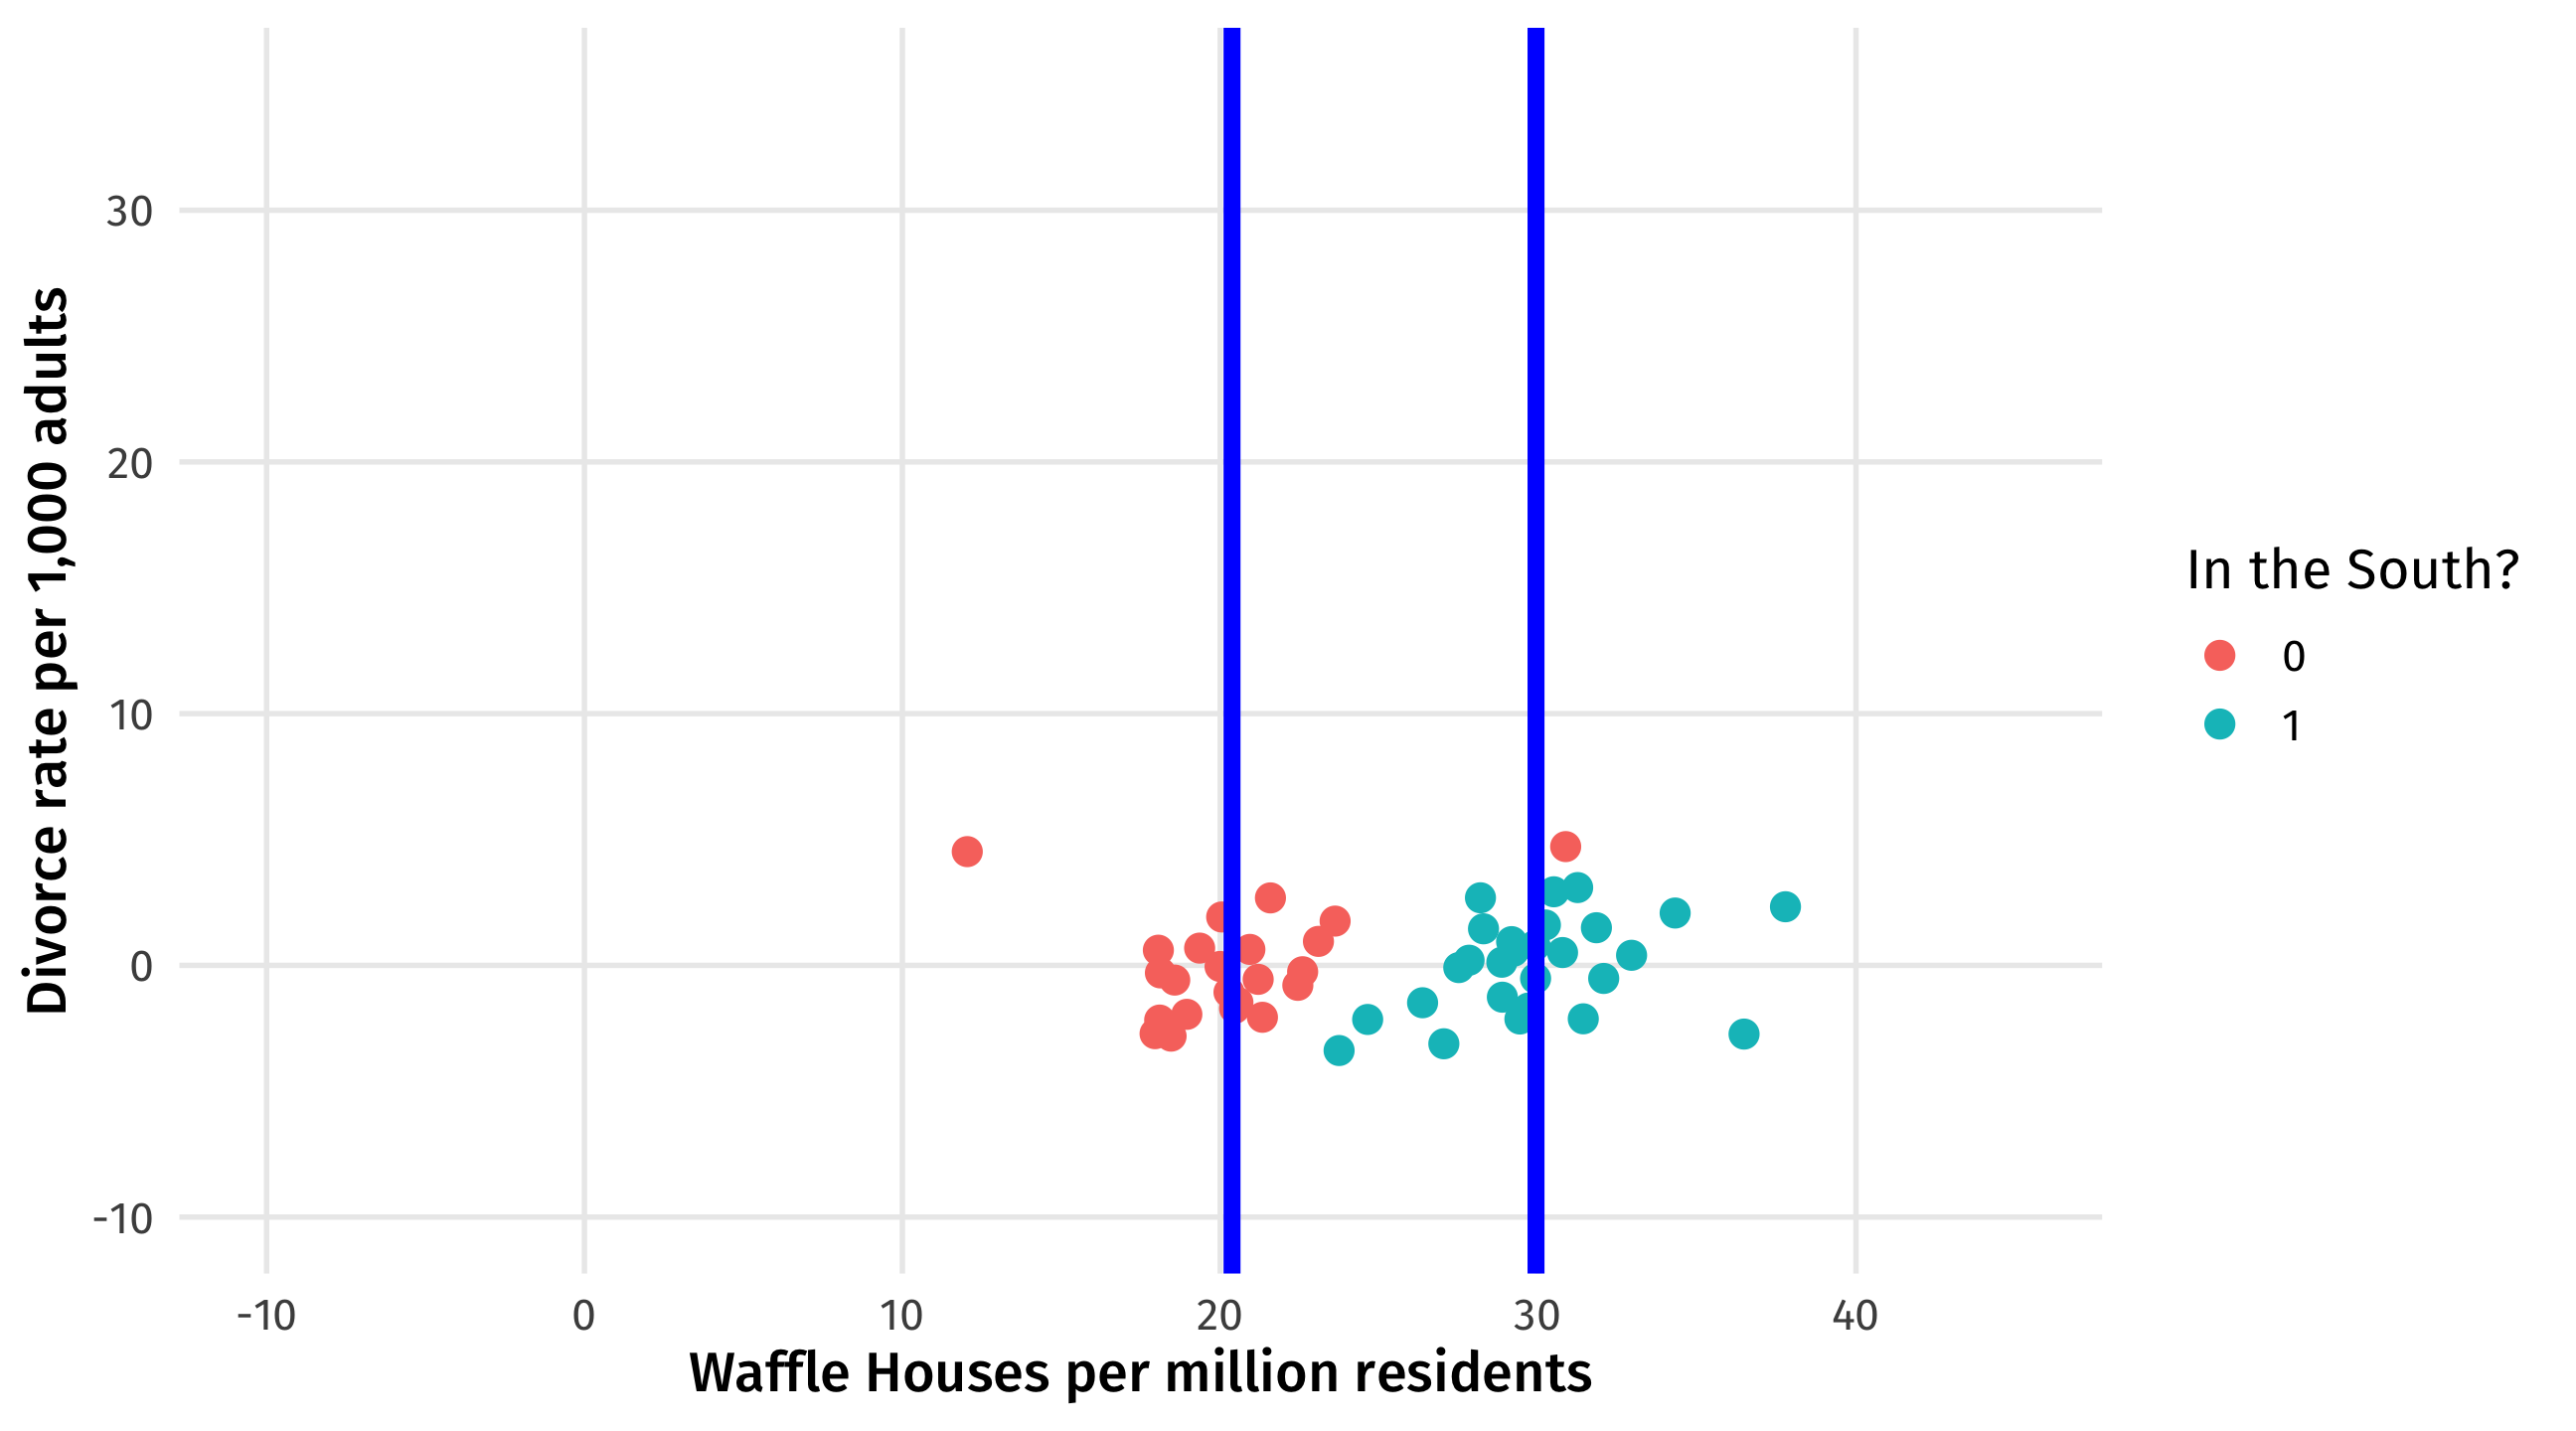 Divorce rate per 1,000 adults
30
20
10
0
-10
-10 0 10 20 30 40
Waffle Houses per million residents
In the South?
0
1